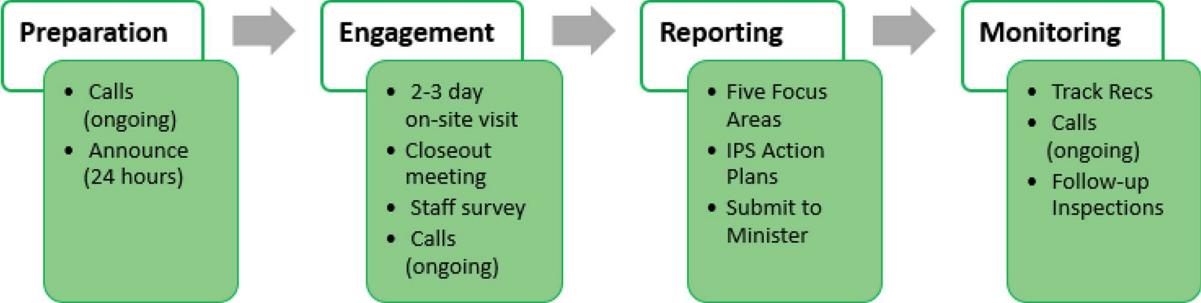 Preparation
• Calls
(ongoing)
• Announce
(24 hours)
Engagement
• 2-3 day
on-site visit
• Closeout
meeting
• Staff survey
• Calls
(ongoing)
Reporting
• Five Focus
Areas
• IPS Action
Plans
• Submit to
Minister
Monitoring
• Track Recs
• Calls
(ongoing)
• Follow-up
Inspections